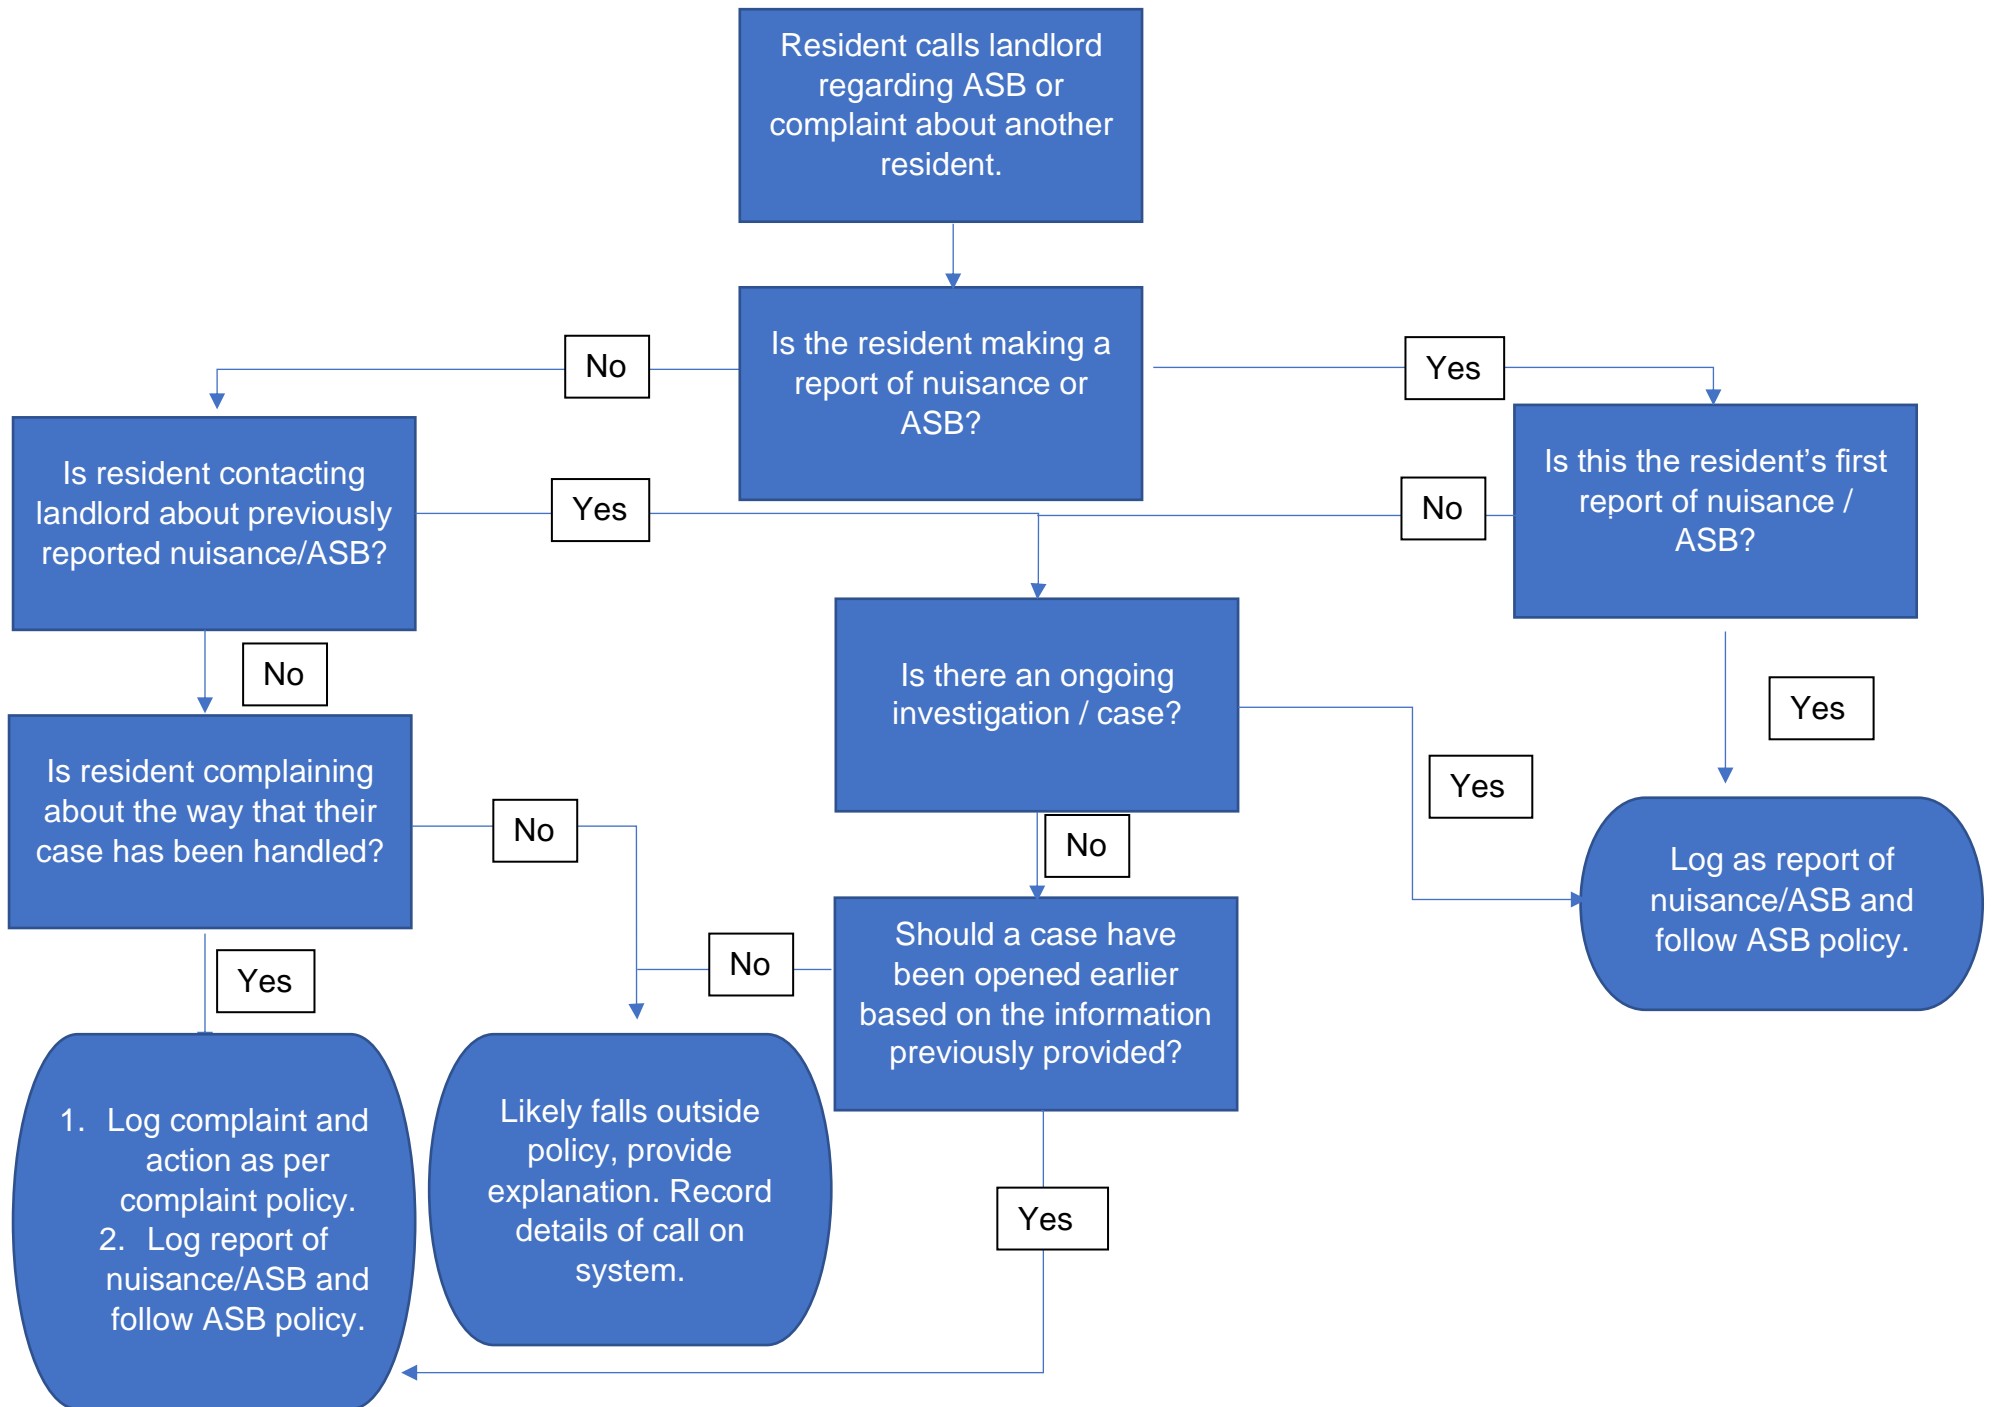 Resident calls landlord
regarding ASB or
complaint about another
resident.
Is the resident making a
report of nuisance or
ASB?
No
Yes
Is resident contacting
landlord about previously
reported nuisance/ASB?
Yes
No
Is this the resident’s first
report of nuisance /
ASB?
No
Is there an ongoing
investigation / case?
Yes
Yes
Is resident complaining
about the way that their
case has been handled?
No
No
Log as report of
nuisance/ASB and
follow ASB policy.
Yes
No
Should a case have
been opened earlier
based on the information
previously provided?
1. Log complaint and
action as per
complaint policy.
2. Log report of
nuisance/ASB and
follow ASB policy.
Likely falls outside
policy, provide
explanation. Record
details of call on
system.
Yes